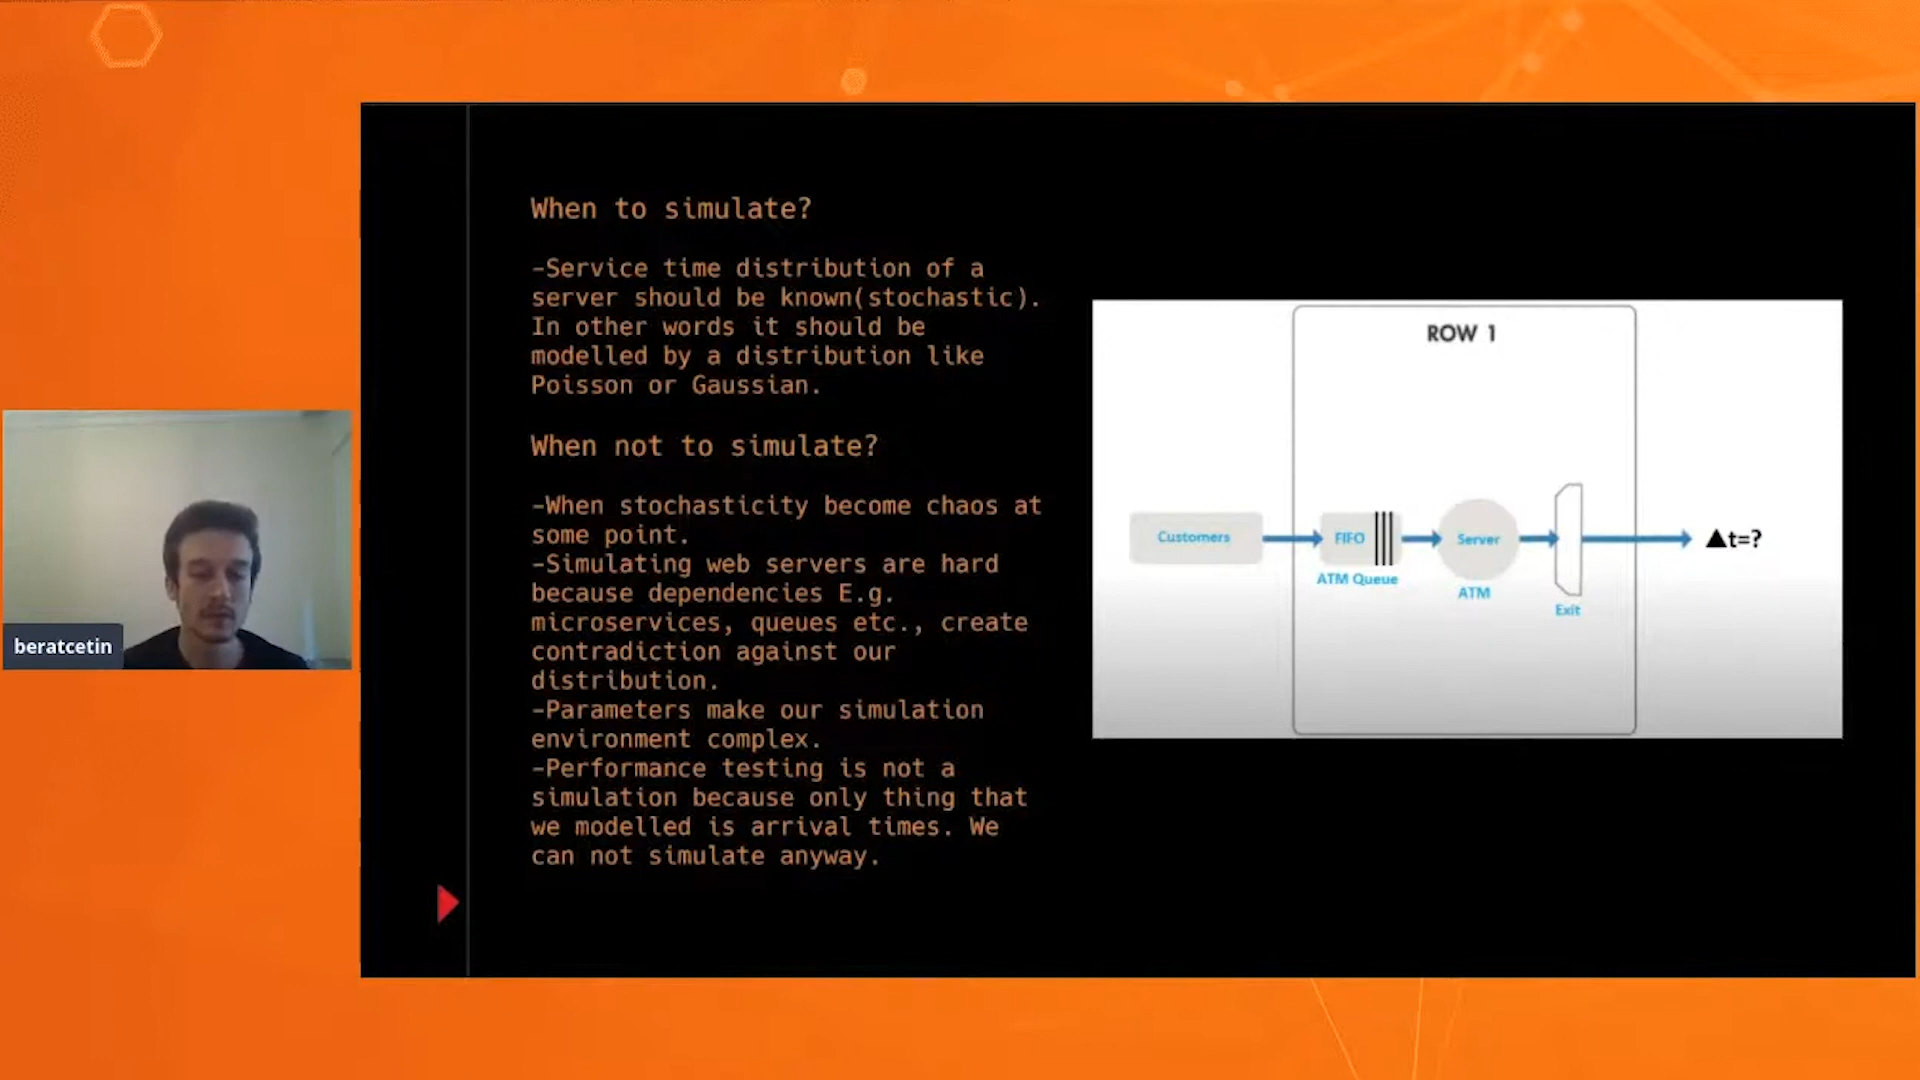 When to simulate?
-Service time distribution of a
server should be known(stochastic).
In other words it should be
modelled by a distribution like
Poisson or Gaussian.
When not to simulate?
-When stochasticity become chaos at
some point.
-Simulating web servers are hard
because dependencies E.g.
microservices, queues etc., create
contradiction against our
distribution.
-Parameters make our simulation
environment complex.
-Performance testing is not a
simulation because only thing that
we modelled is arrival times. We
can not simulate anyway.
ROW 1
Customers
FIFO
ATM Queue
Server
ATM
Exit
▲t=?
beratcetin